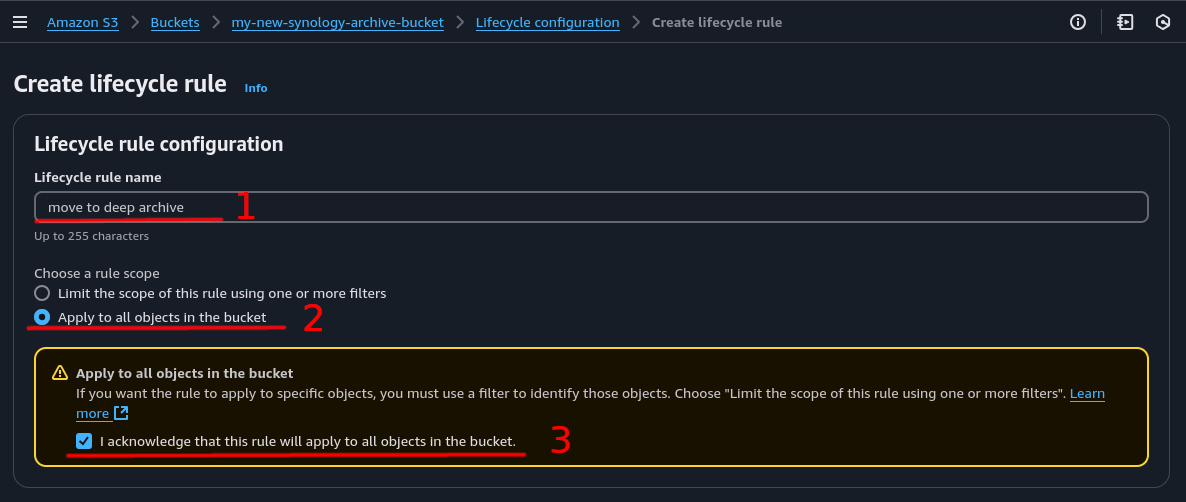 Amazon S3 > Buckets > my-new-synology-archive-bucket > Lifecycle configuration > Create lifecycle rule
Create lifecycle rule Info
Lifecycle rule configuration
Lifecycle rule name
move to deep archive 1
Up to 255 characters
Choose a rule scope
Limit the scope of this rule using one or more filters
Apply to all objects in the bucket 2
Apply to all objects in the bucket
If you want the rule to apply to specific objects, you must use a filter to identify those objects. Choose "Limit the scope of this rule using one or more filters". Learn
more
I acknowledge that this rule will apply to all objects in the bucket. 3